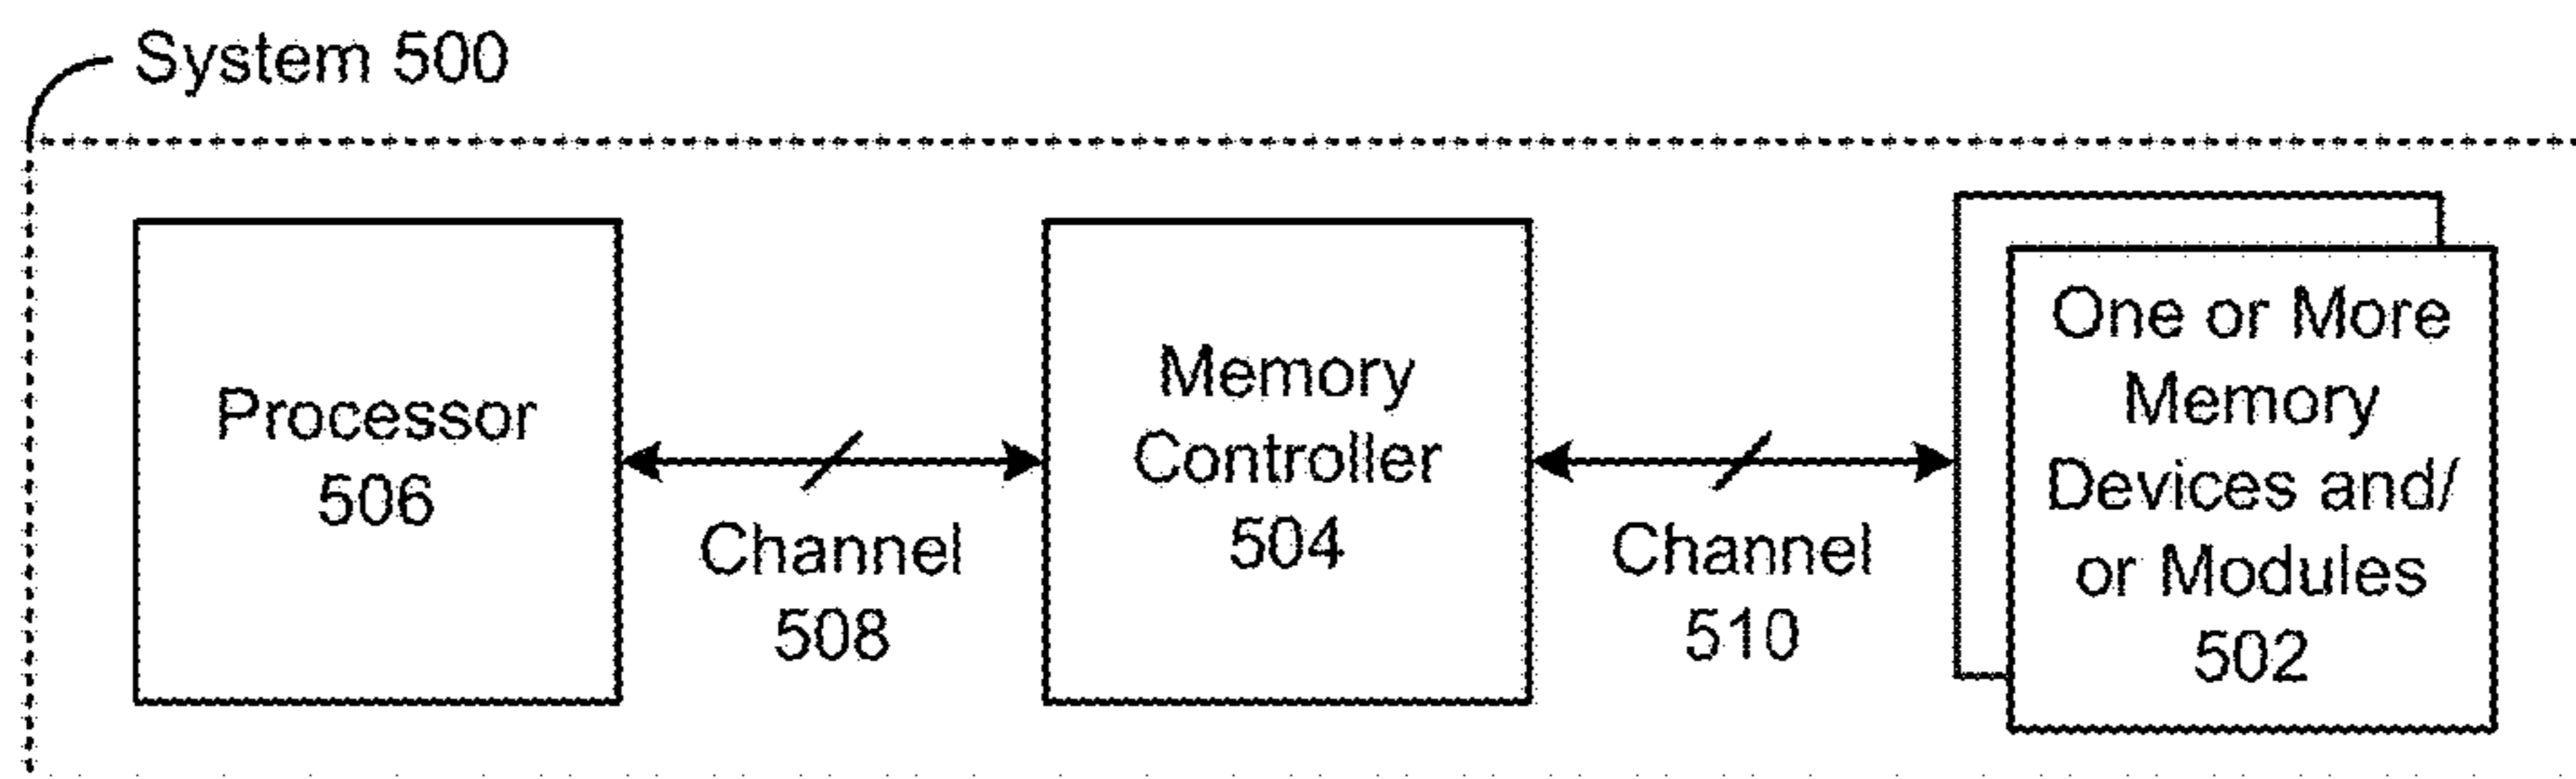 System 500
Processor
506
Channel
508
Memory
Controller
504
Channel
510
One or More
Memory
Devices and/
or Modules
502